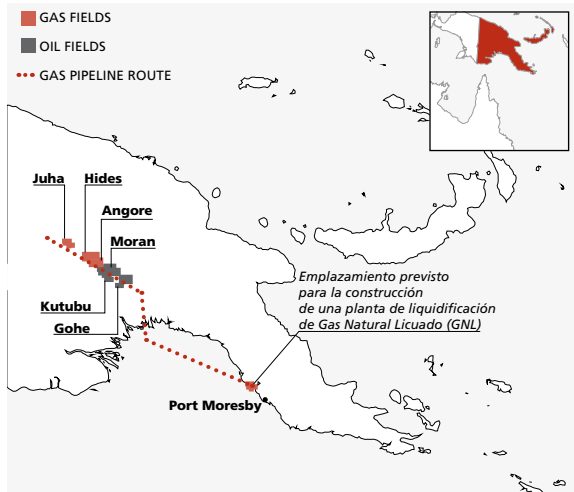 GAS FIELDS
OIL FIELDS
GAS PIPELINE ROUTE
Juha
Hides
Angore
Moran
Kutubu
Gohe
Emplazamiento previsto
para la construcción
de una planta de liquidificación
de Gas Natural Licuado (GNL)
Port Moresby